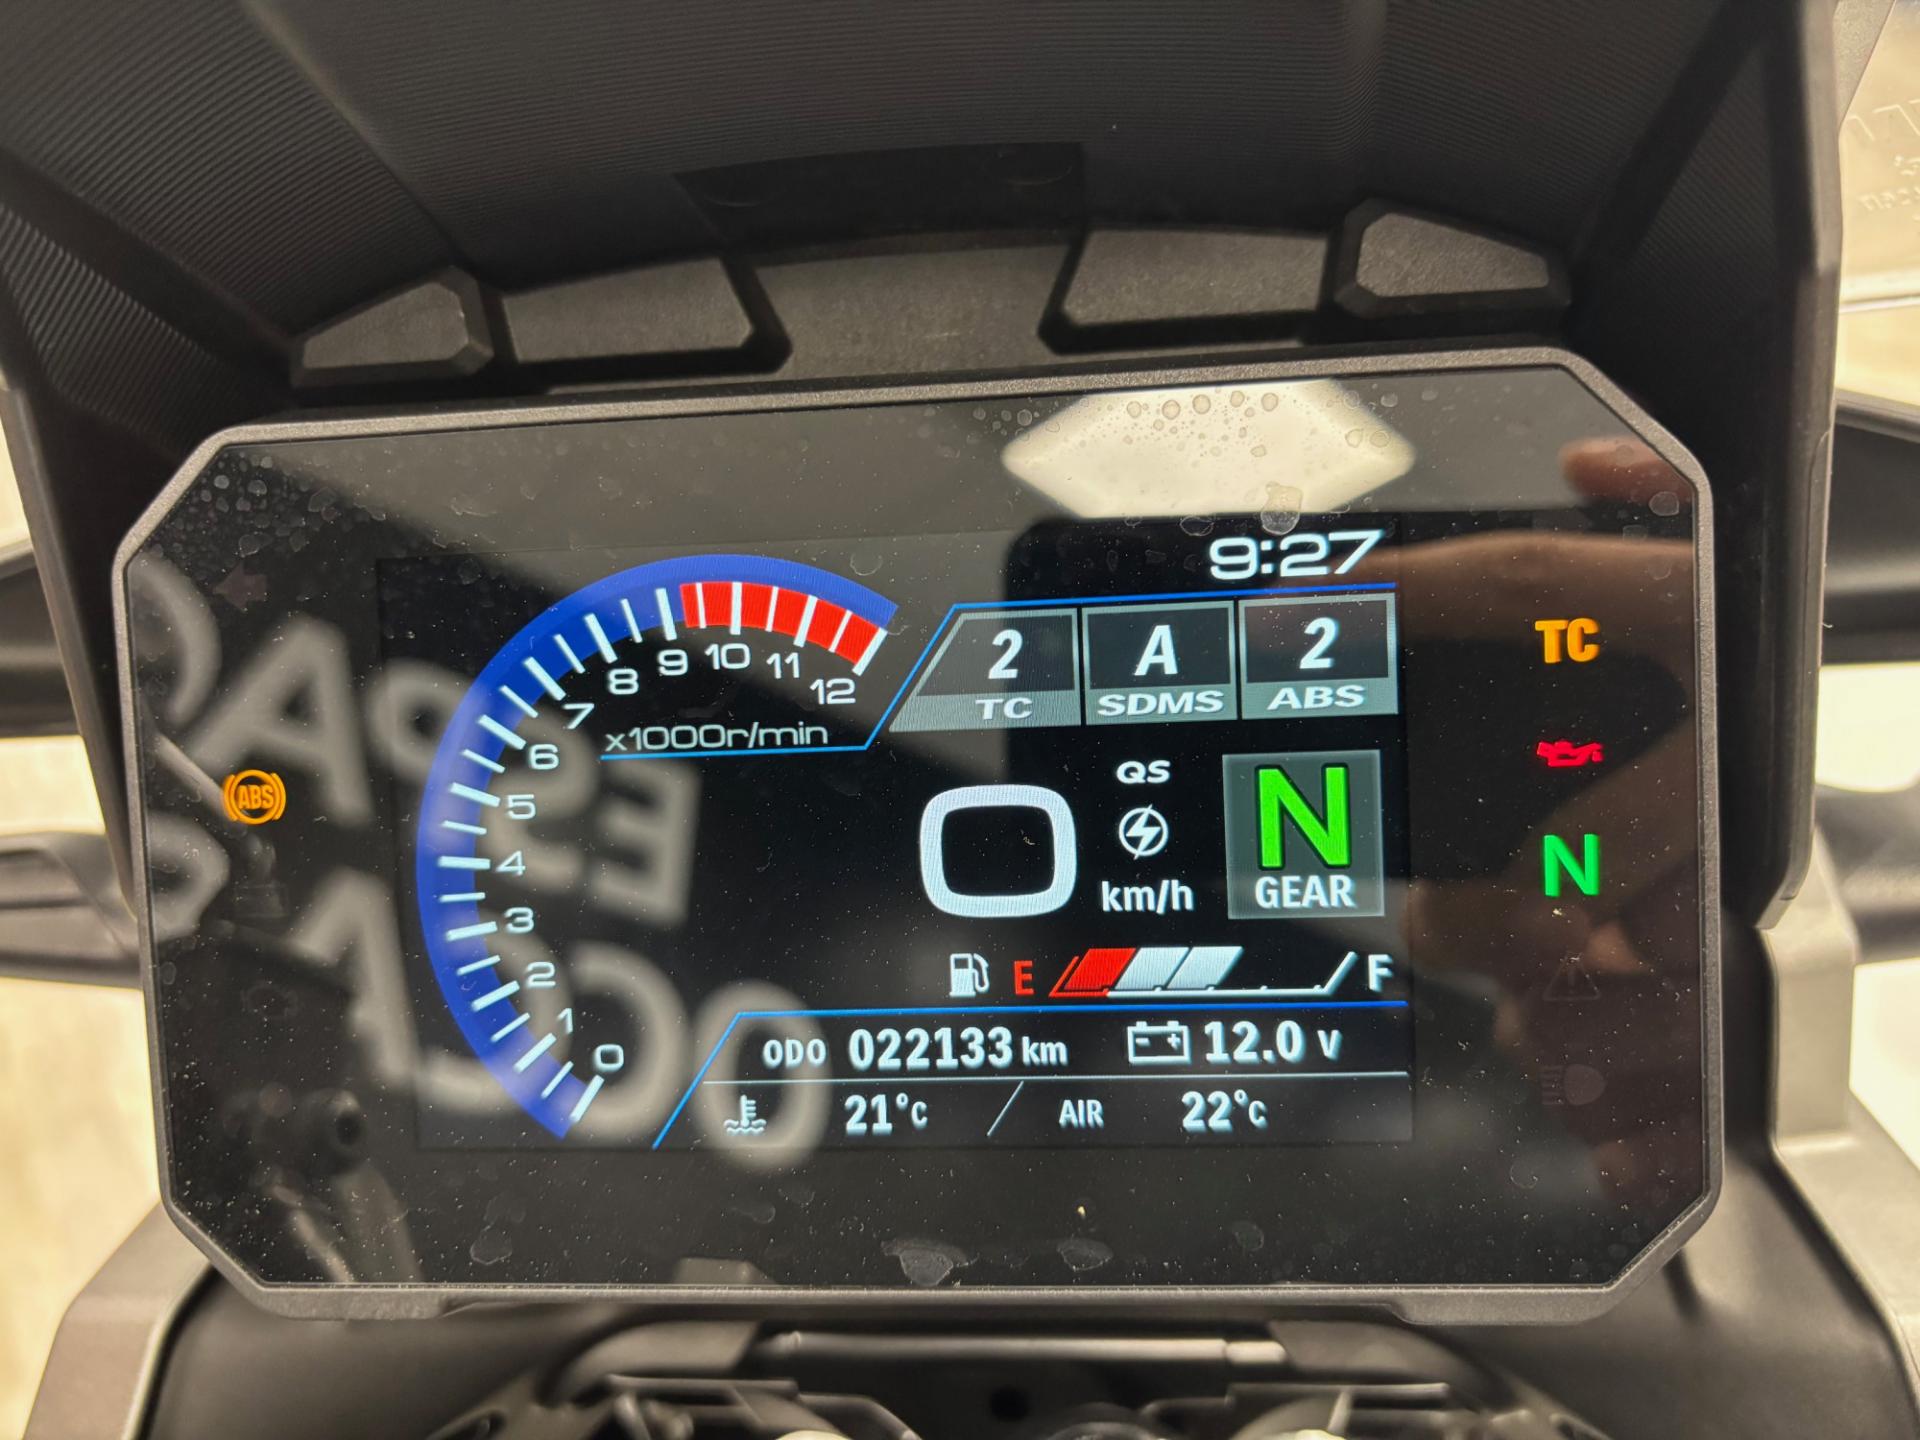 9:27
2 A 2
TC SDMS ABS
TC
0 1 2 3 4 5 6 7 8 9 10 11 12
x1000r/min
ABS
QS
0 km/h
N
GEAR
N
E F
ODO 022133 km 12.0 V
21°C / AIR 22°C